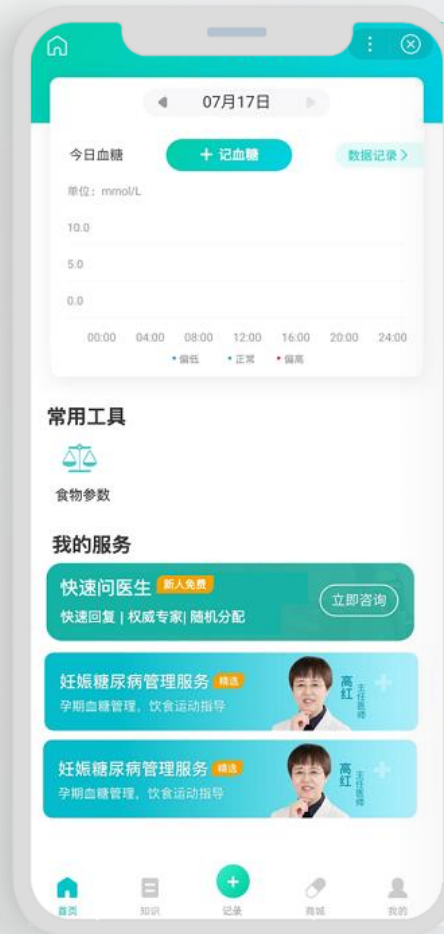 07月17日
今日血糖
+ 记血糖
数据记录 >
单位：mmol/L
10.0
5.0
0.0
00:00 04:00 08:00 12:00 16:00 20:00 24:00
偏低 正常 偏高
常用工具
食物参数
我的服务
快速问医生 新人免费
快速回复 | 权威专家| 随机分配
立即咨询
妊娠糖尿病管理服务 精选
孕期血糖管理，饮食运动指导
高红
主任医师
妊娠糖尿病管理服务 精选
孕期血糖管理，饮食运动指导
高红
主任医师
首页 知识 记录 商城 我的